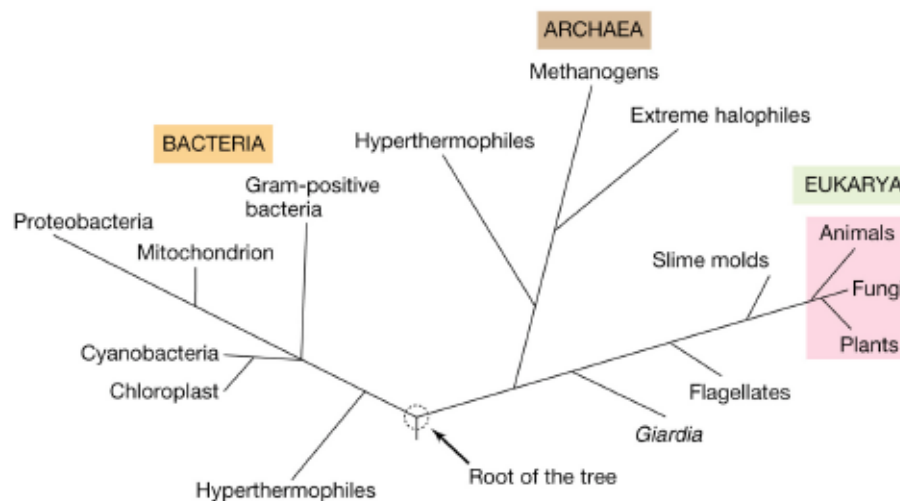 ARCHAEA
Methanogens
Extreme halophiles
Hyperthermophiles
BACTERIA
Gram-positive
bacteria
EUKARYA
Proteobacteria
Mitochondrion
Animals
Slime molds
Fung
Plants
Cyanobacteria
Chloroplast
Flagellates
Giardia
Root of the tree
Hyperthermophiles